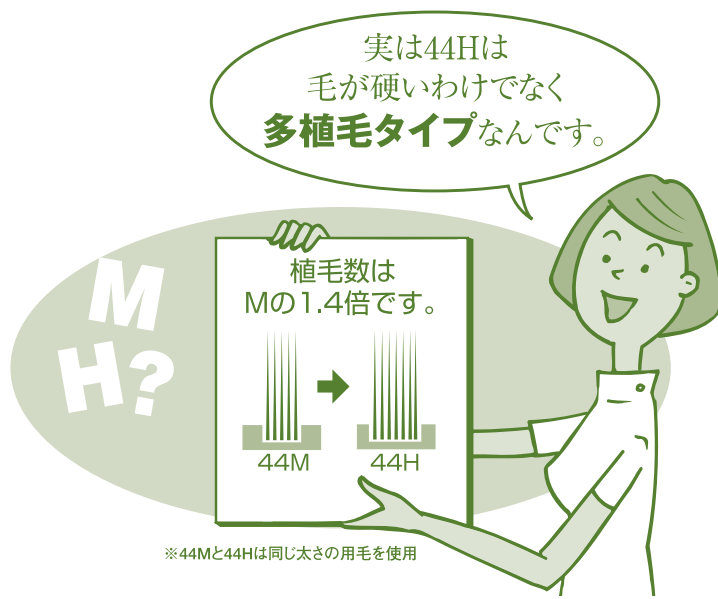 実は44Hは
毛が硬いわけでなく
多植毛タイプなんです。
M
H?
植毛数は
Mの1.4倍です。
44M
44H
※44Mと44Hは同じ太さの用毛を使用